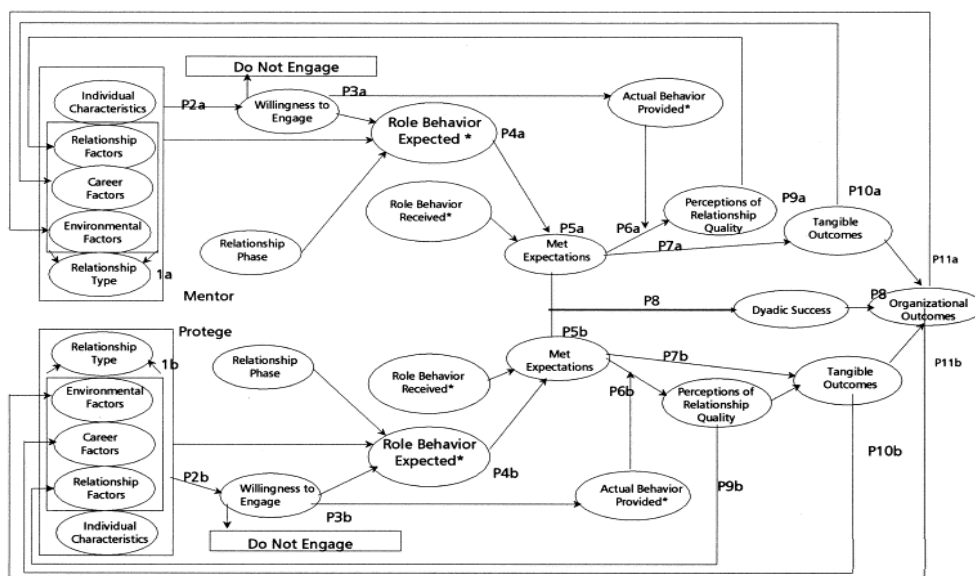 Do Not Engage
Individual
Characteristics
P2a
Willingness to
Engage
P3a
Actual Behavior
Provided*
Role Behavior
Expected *
P4a
Relationship
Factors
Career
Factors
Role Behavior
Received*
P10a
Perceptions of
Relationship
Quality
P9a
Environmental
Factors
P5a
P6a
Tangible
Outcomes
Relationship
Phase
Met
Expectations
P7a
Relationship
Type
1a
P11a
Mentor
P8
Dyadic Success
P8
Organizational
Outcomes
Protege
P5b
Relationship
Type
1b
Relationship
Phase
Met
Expectations
P7b
P11b
Role Behavior
Received*
Tangible
Outcomes
Environmental
Factors
P6b
Perceptions of
Relationship
Quality
Career
Factors
Role Behavior
Expected*
P4b
P10b
P2b
Relationship
Factors
Willingness to
Engage
P3b
Actual Behavior
Provided*
P9b
Individual
Characteristics
Do Not Engage